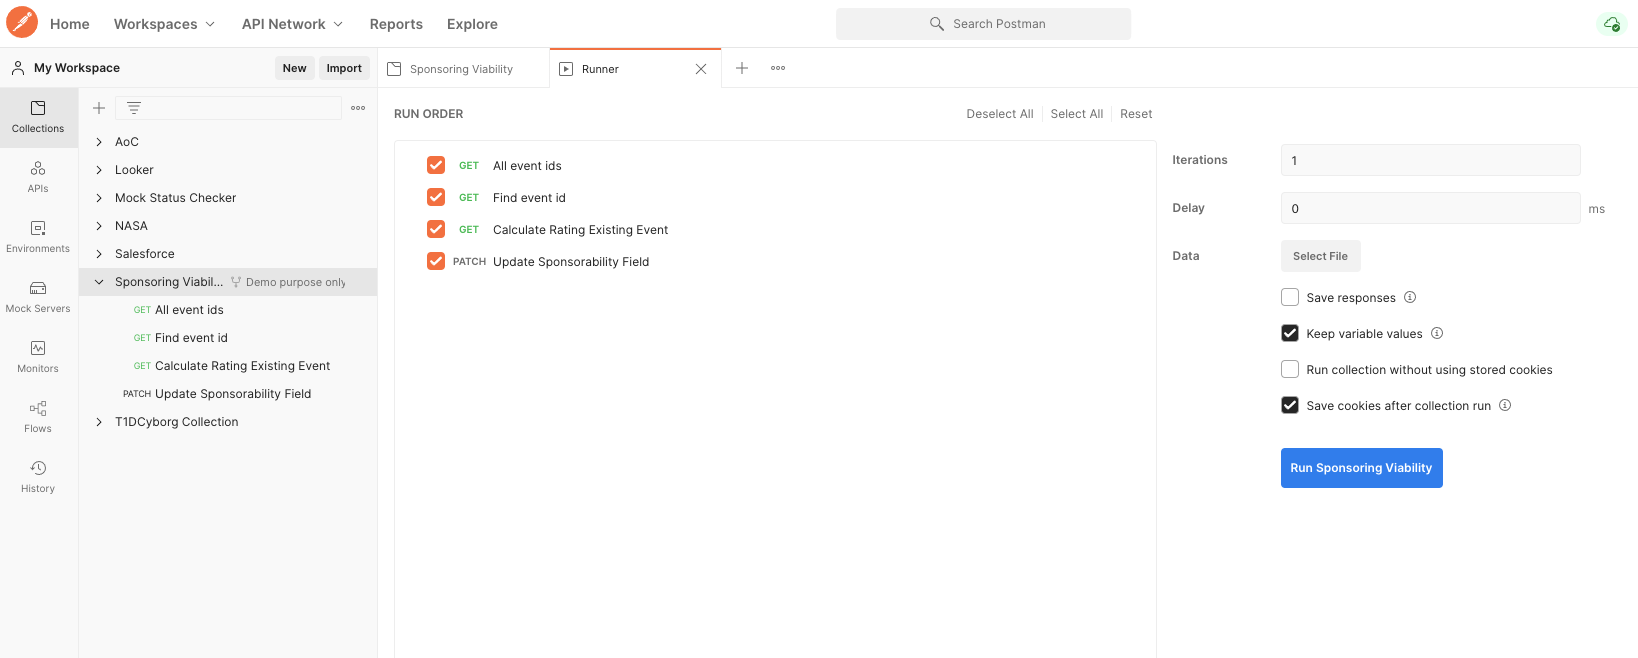 Home Workspaces API Network Reports Explore Search Postman
My Workspace New Import Sponsoring Viability Runner
Collections
APIs
Environments
Mock Servers
Monitors
Flows
History
AoC
Looker
Mock Status Checker
NASA
Salesforce
Sponsoring Viabil... Demo purpose only
GET All event ids
GET Find event id
GET Calculate Rating Existing Event
PATCH Update Sponsorability Field
T1DCyborg Collection
RUN ORDER Deselect All Select All Reset
GET All event ids
GET Find event id
GET Calculate Rating Existing Event
PATCH Update Sponsorability Field
Iterations 1
Delay 0 ms
Data Select File
Save responses
Keep variable values
Run collection without using stored cookies
Save cookies after collection run
Run Sponsoring Viability